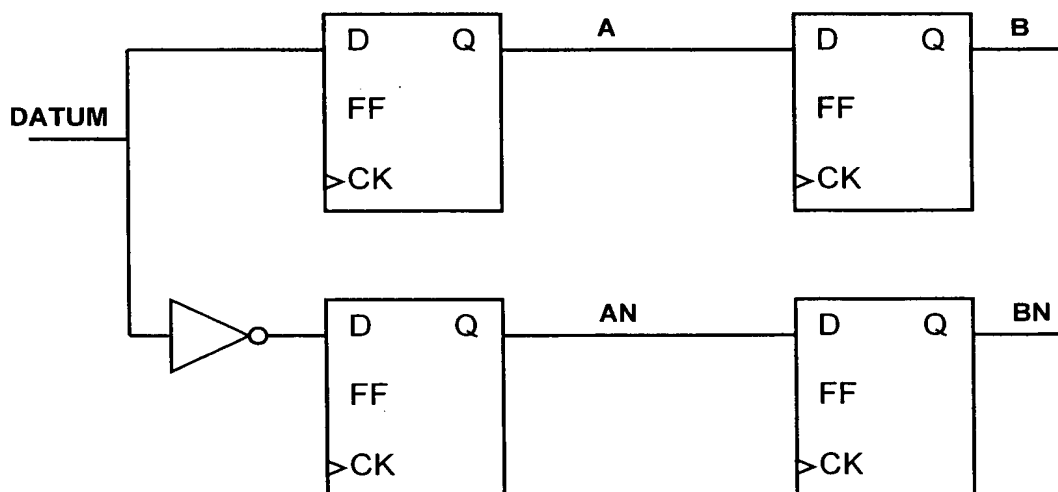 D Q A D Q B
FF FF
DATUM
CK CK
D Q AN D Q BN
FF FF
CK CK